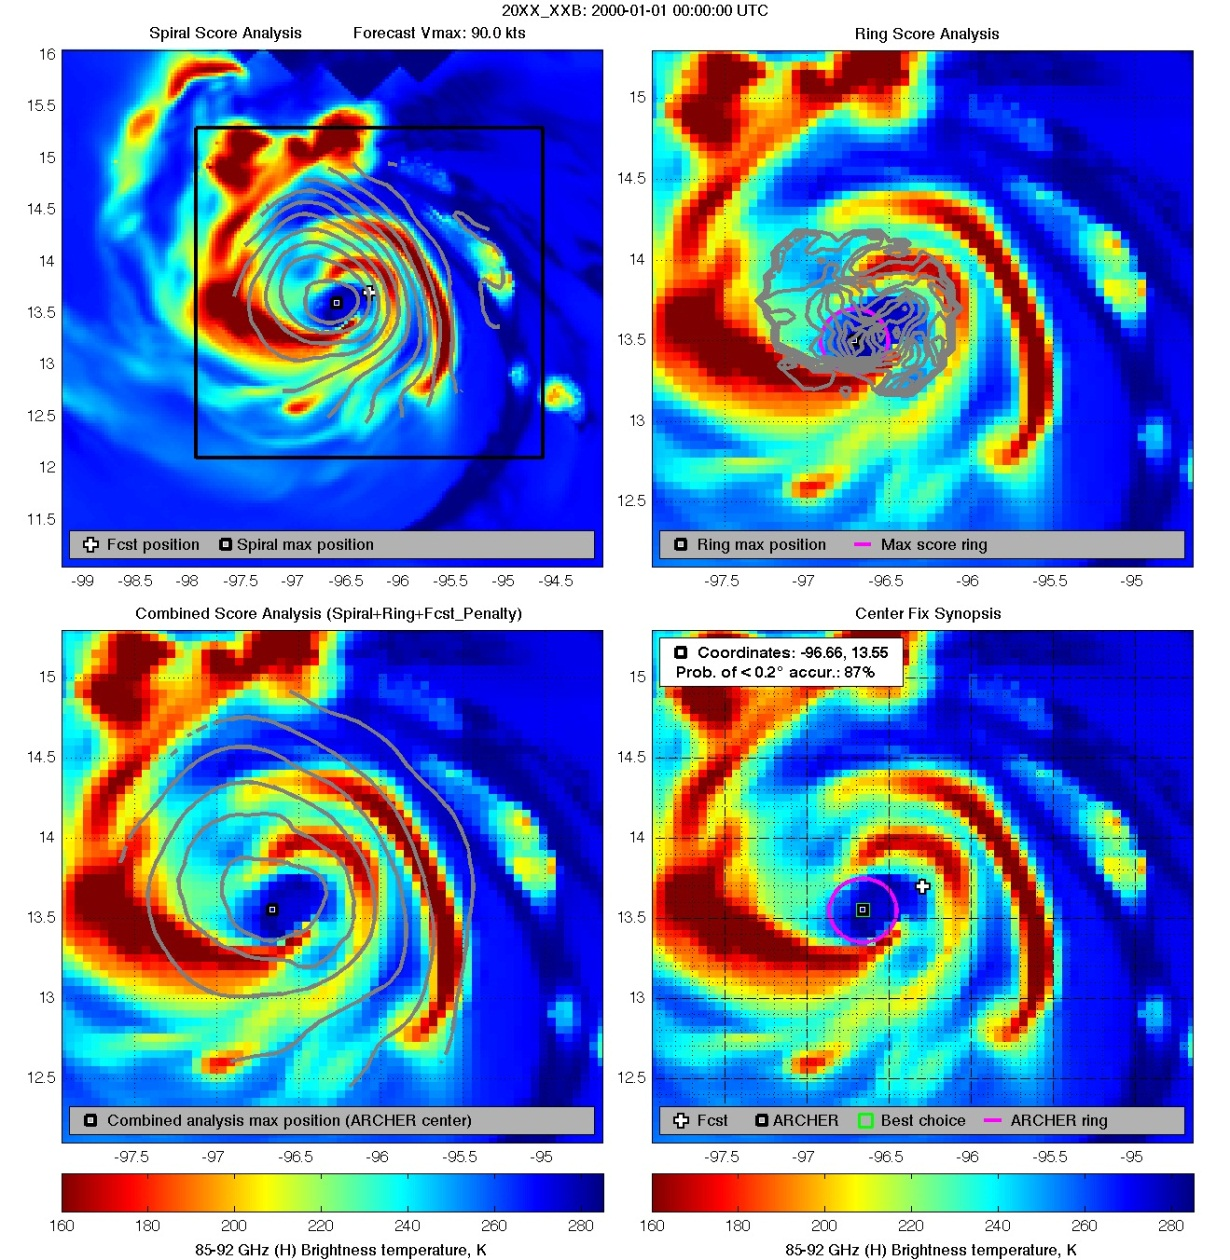 20XX_XXB: 2000-01-01 00:00:00 UTC
Spiral Score Analysis Forecast Vmax: 90.0 kts
16
15.5
15
14.5
14
13.5
13
12.5
12
11.5
Fcst position Spiral max position
-99 -98.5 -98 -97.5 -97 -96.5 -96 -95.5 -95 -94.5
Ring Score Analysis
15
14.5
14
13.5
13
12.5
Ring max position Max score ring
-97.5 -97 -96.5 -96 -95.5 -95
Combined Score Analysis (Spiral+Ring+Fcst_Penalty)
15
14.5
14
13.5
13
12.5
Combined analysis max position (ARCHER center)
-97.5 -97 -96.5 -96 -95.5 -95
160 180 200 220 240 260 280
85-92 GHz (H) Brightness temperature, K
Center Fix Synopsis
Coordinates: -96.66, 13.55
Prob. of < 0.2° accur.: 87%
15
14.5
14
13.5
13
12.5
Fcst ARCHER Best choice ARCHER ring
-97.5 -97 -96.5 -96 -95.5 -95
160 180 200 220 240 260 280
85-92 GHz (H) Brightness temperature, K